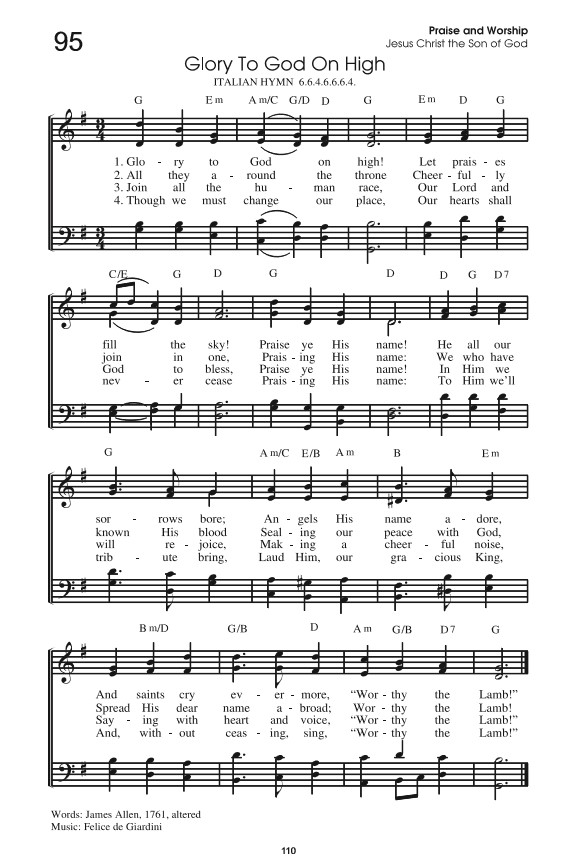 95
Praise and Worship
Jesus Christ the Son of God
Glory To God On High
ITALIAN HYMN 6.6.4.6.6.6.4.
G Em Am/C G/D D G Em D G
1. Glo - ry to God on high! Let prais - es
2. All they a - round the throne Cheer - ful - ly
3. Join all the hu - man race, Our Lord and
4. Though we must change our place, Our hearts shall
C/E G D G D D G D7
fill the sky! Praise ye His name! He all our
join in one, Prais - ing His name: We who have
God to bless, Praise ye His name! In Him we
nev - er cease Prais - ing His name: To Him we'll
G Am/C E/B Am B Em
sor - rows bore; An - gels His name a - dore,
known His blood Seal - ing our peace with God,
will re - joice, Mak - ing a cheer - ful noise,
trib - ute bring, Laud Him, our gra - cious King,
Bm/D G/B D Am G/B D7 G
And saints cry ev - er - more, “Wor - thy the Lamb!”
Spread His dear name a - broad; Wor - thy the Lamb!
Say - ing with heart and voice, “Wor - thy the Lamb!”
And, with - out ceas - ing, sing, “Wor - thy the Lamb!”
Words: James Allen, 1761, altered
Music: Felice de Giardini
110